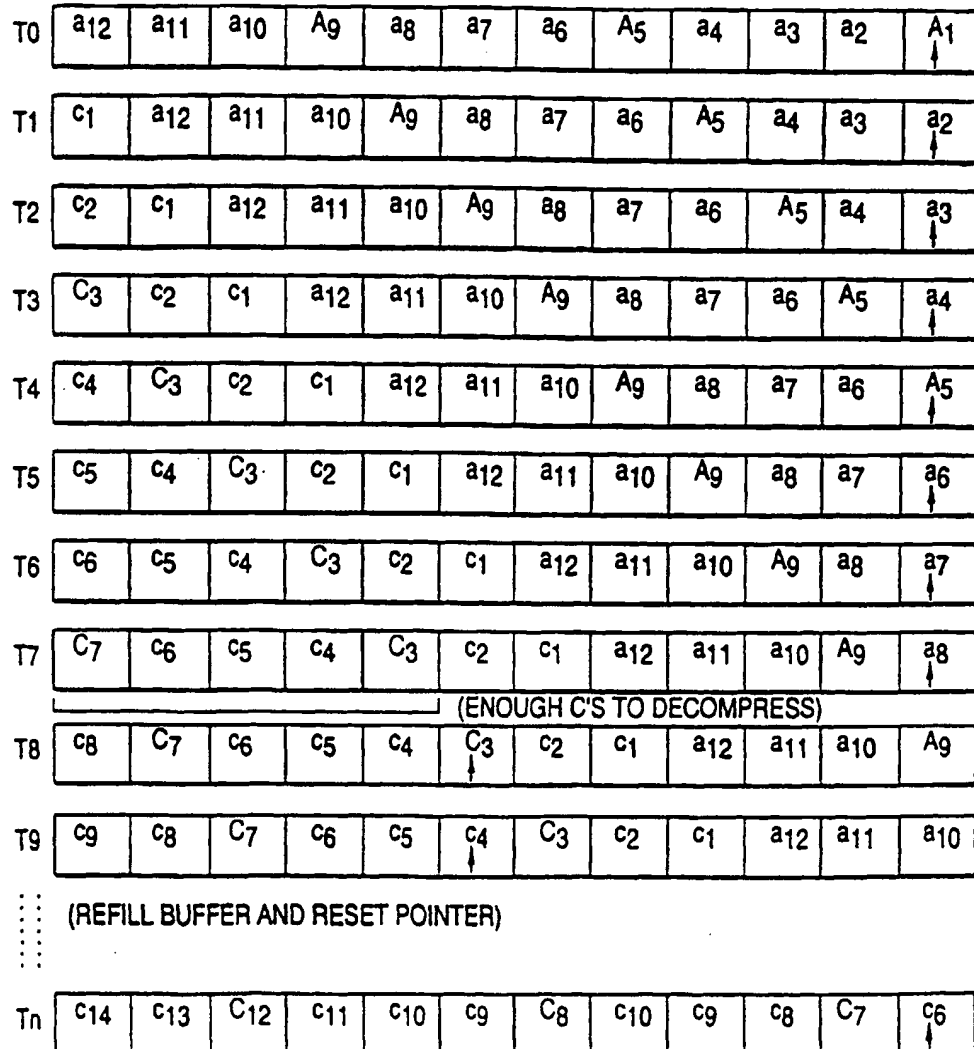 T0 a12 a11 a10 A9 a8 a7 a6 A5 a4 a3 a2 A1
T1 c1 a12 a11 a10 A9 a8 a7 a6 A5 a4 a3 a2
T2 c2 c1 a12 a11 a10 A9 a8 a7 a6 A5 a4 a3
T3 C3 c2 c1 a12 a11 a10 A9 a8 a7 a6 A5 a4
T4 c4 C3 c2 c1 a12 a11 a10 A9 a8 a7 a6 A5
T5 c5 c4 C3 c2 c1 a12 a11 a10 A9 a8 a7 a6
T6 c6 c5 c4 C3 c2 c1 a12 a11 a10 A9 a8 a7
T7 C7 c6 c5 c4 C3 c2 c1 a12 a11 a10 A9 a8
(ENOUGH C'S TO DECOMPRESS)
T8 c8 C7 c6 c5 c4 C3 c2 c1 a12 a11 a10 A9
T9 c9 c8 C7 c6 c5 c4 C3 c2 c1 a12 a11 a10
(REFILL BUFFER AND RESET POINTER)
Tn c14 c13 C12 c11 c10 c9 C8 c10 c9 c8 C7 c6